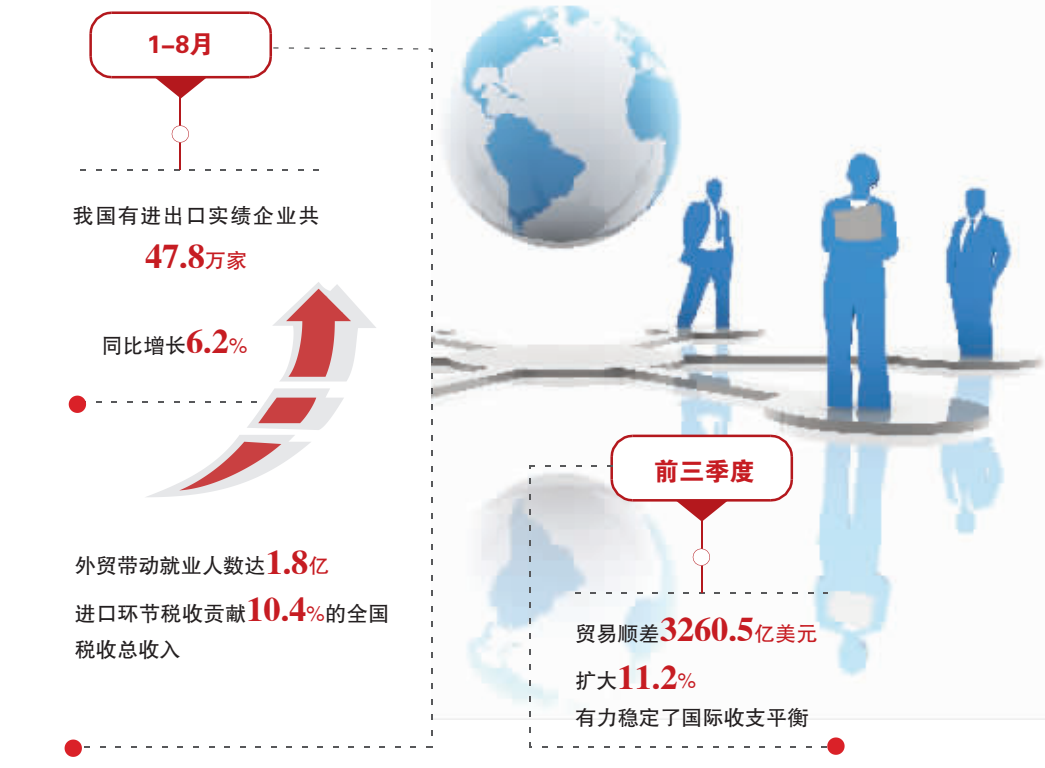 1–8月
我国有进出口实绩企业共
47.8万家
同比增长6.2%
外贸带动就业人数达1.8亿
进口环节税收贡献10.4%的全国
税收总收入
前三季度
贸易顺差3260.5亿美元
扩大11.2%
有力稳定了国际收支平衡